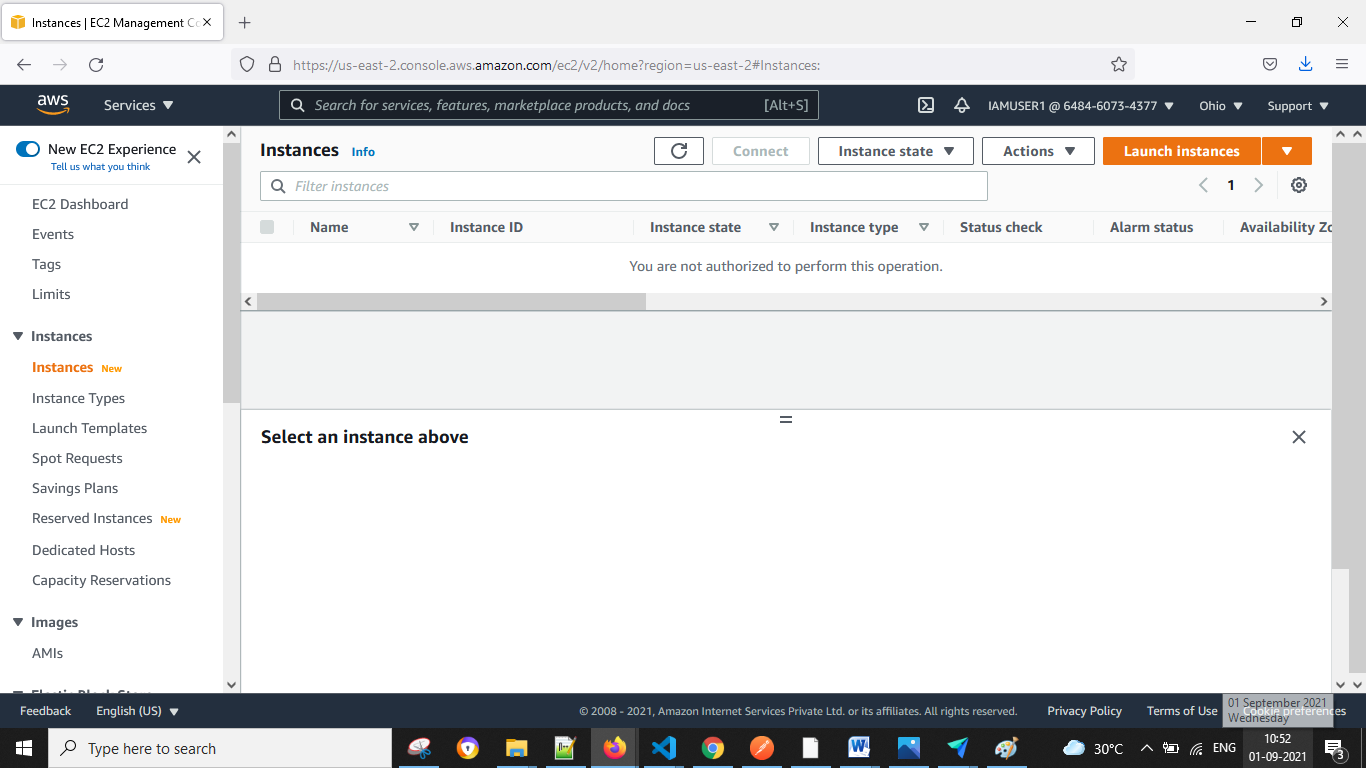 Instances | EC2 Management Co
https://us-east-2.console.aws.amazon.com/ec2/v2/home?region=us-east-2#Instances:
aws
Services
Search for services, features, marketplace products, and docs
[Alt+S]
IAMUSER1 @ 6484-6073-4377
Ohio
Support
New EC2 Experience
Tell us what you think
EC2 Dashboard
Events
Tags
Limits
Instances
Instances New
Instance Types
Launch Templates
Spot Requests
Savings Plans
Reserved Instances New
Dedicated Hosts
Capacity Reservations
Images
AMIs
Elastic Block Store
Instances Info
Connect
Instance state
Actions
Launch instances
Filter instances
1
Name
Instance ID
Instance state
Instance type
Status check
Alarm status
Availability Zo
You are not authorized to perform this operation.
Select an instance above
Feedback
English (US)
© 2008 - 2021, Amazon Internet Services Private Ltd. or its affiliates. All rights reserved.
Privacy Policy
Terms of Use
Cookie preferences
01 September 2021
Wednesday
Type here to search
30°C
ENG
10:52
01-09-2021
3